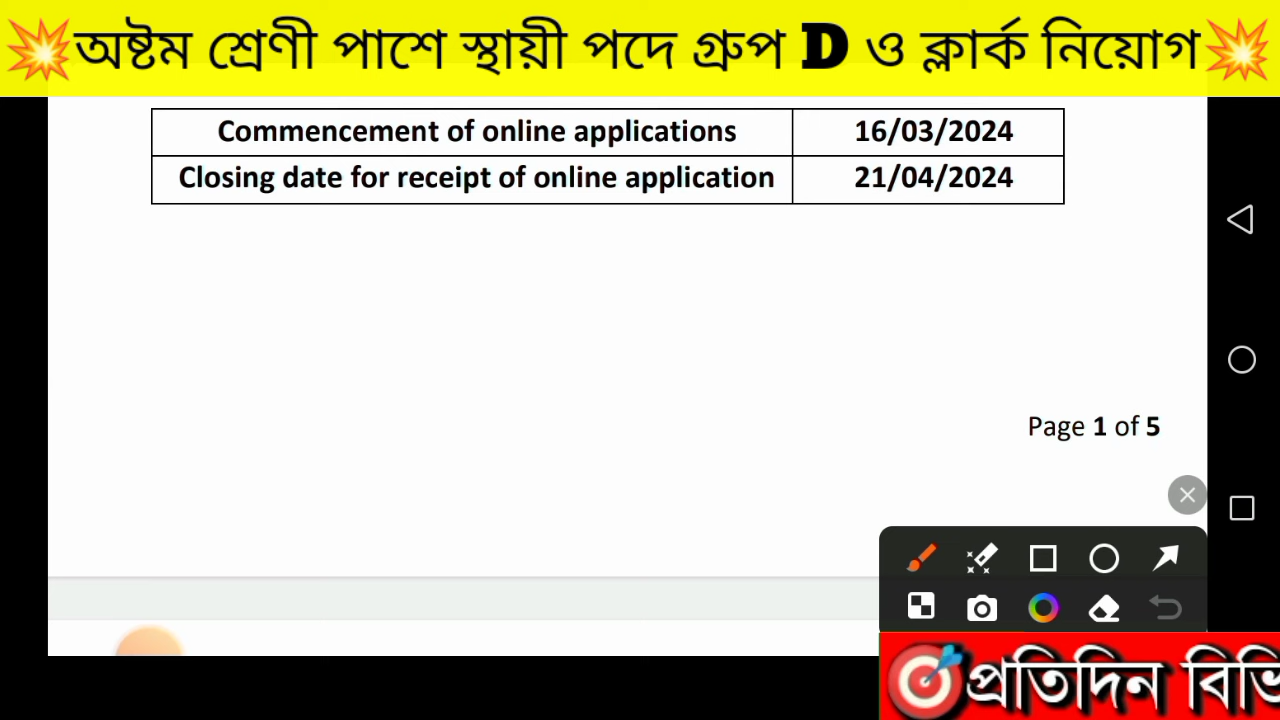 💥অষ্টম শ্রেণী পাশে স্থায়ী পদে গ্রুপ D ও ক্লার্ক নিয়োগ💥
Commencement of online applications 16/03/2024
Closing date for receipt of online application 21/04/2024
Page 1 of 5
🎯প্রতিদিন